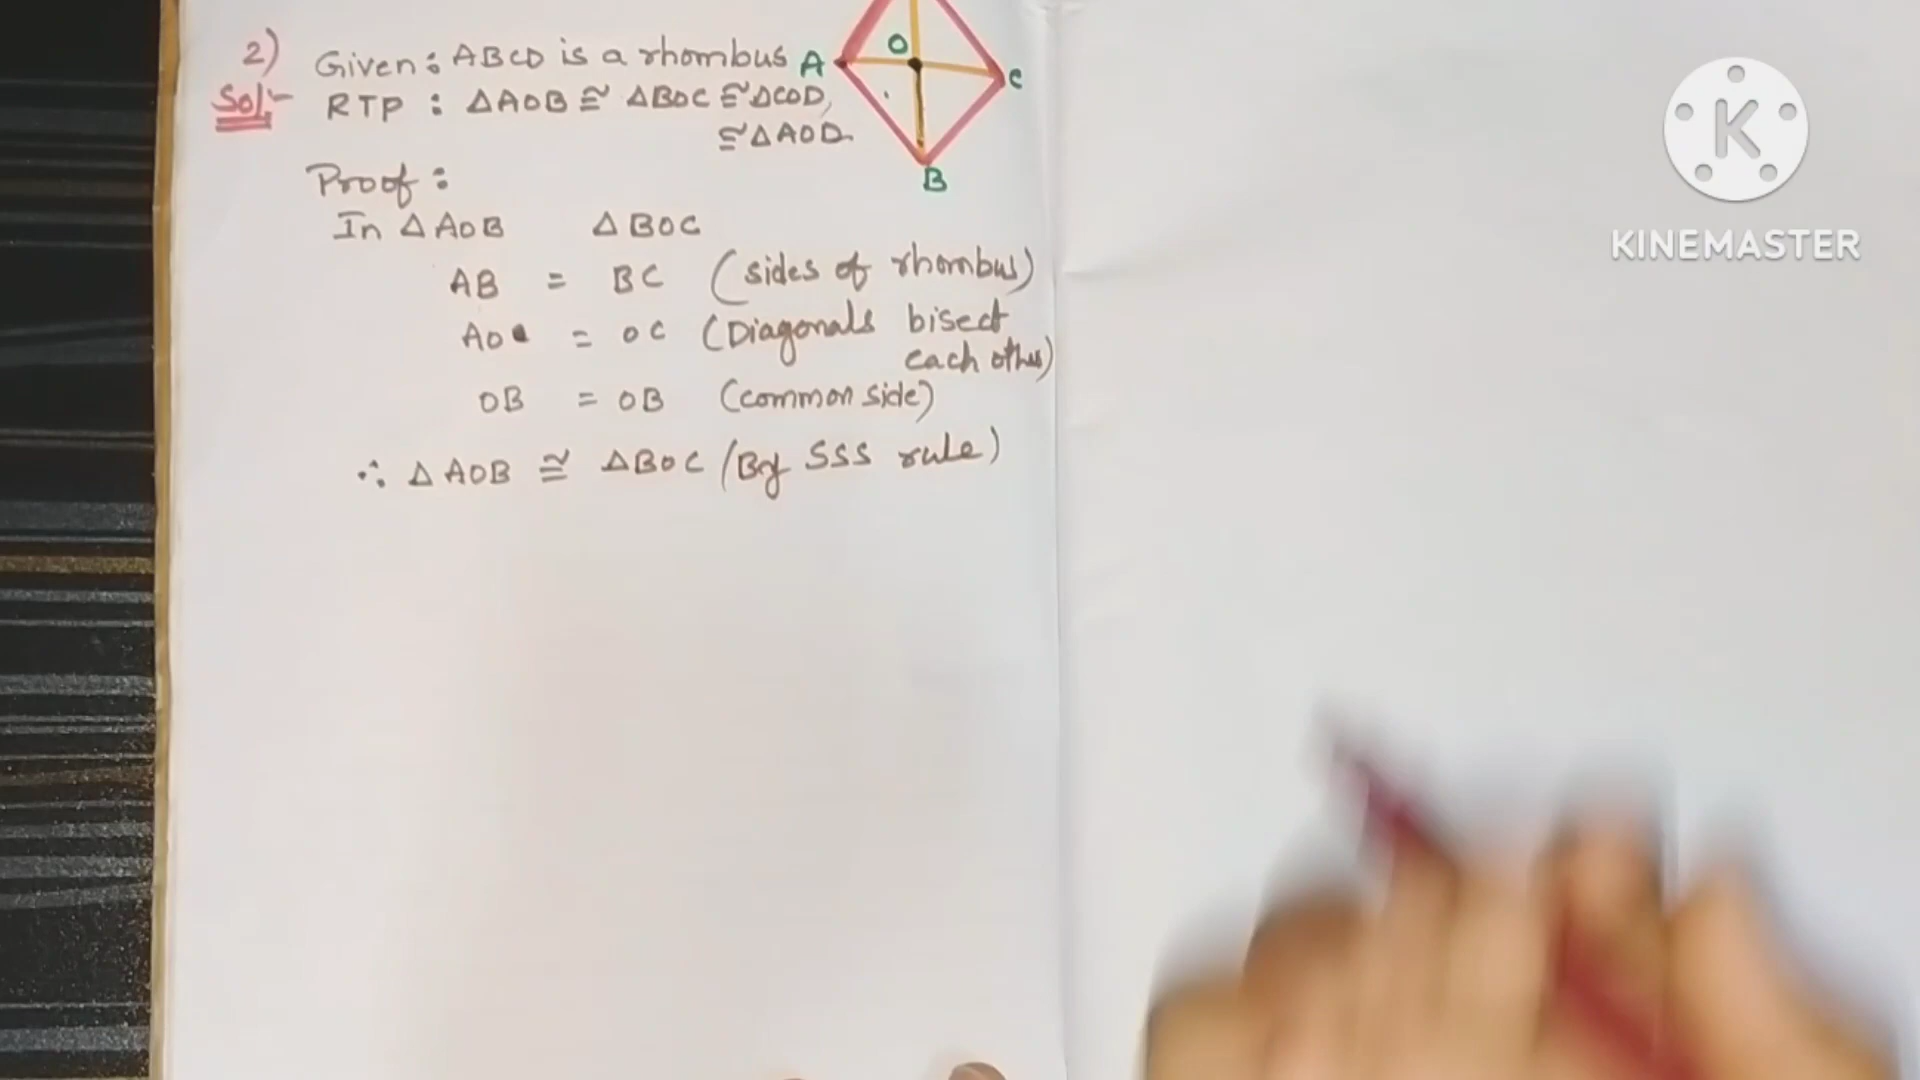 2) Given: ABCD is a rhombus
Sol:- RTP : △AOB ≅ △BOC ≅ △COD,
≅ △AOD.
A
O
C
B
Proof :
In △AOB △BOC
AB = BC (sides of rhombus)
AO = OC (Diagonals bisect
each other)
OB = OB (common side)
∴ △AOB ≅ △BOC (By SSS rule)
K
KINEMASTER